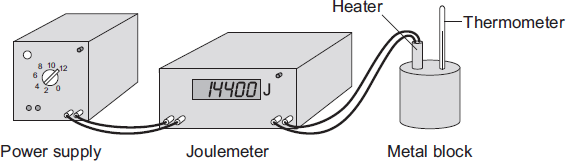 Heater
Thermometer
8 10 12
6
4 2 0
14400 J
Power supply
Joulemeter
Metal block